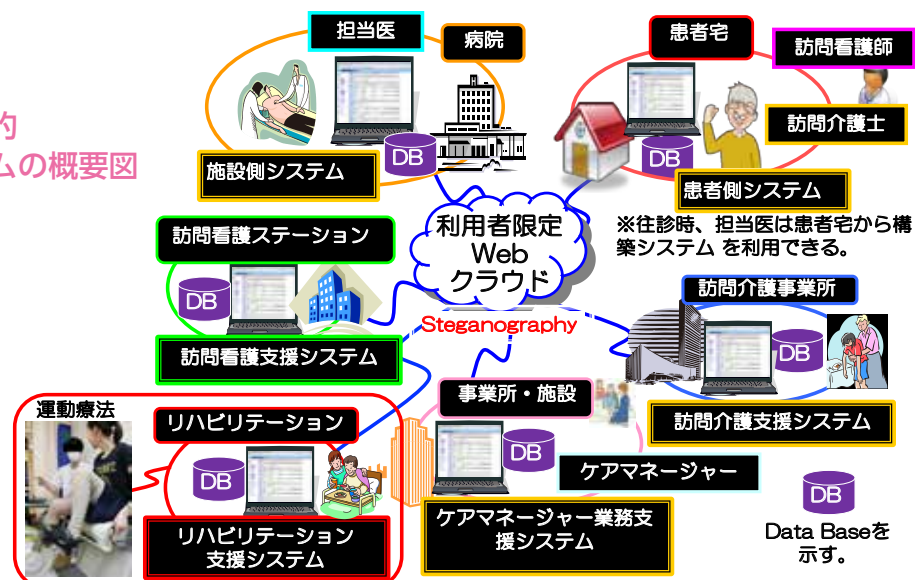 的
ムの概要図
担当医
病院
DB
施設側システム
患者宅
訪問看護師
訪問介護士
DB
患者側システム
※往診時、担当医は患者宅から構
築システム を利用できる。
利用者限定
Web
クラウド
Steganography
訪問看護ステーション
DB
訪問看護支援システム
訪問介護事業所
DB
訪問介護支援システム
運動療法
リハビリテーション
DB
リハビリテーション
支援システム
事業所・施設
DB
ケアマネージャー
ケアマネージャー業務支
援システム
DB
Data Baseを
示す。